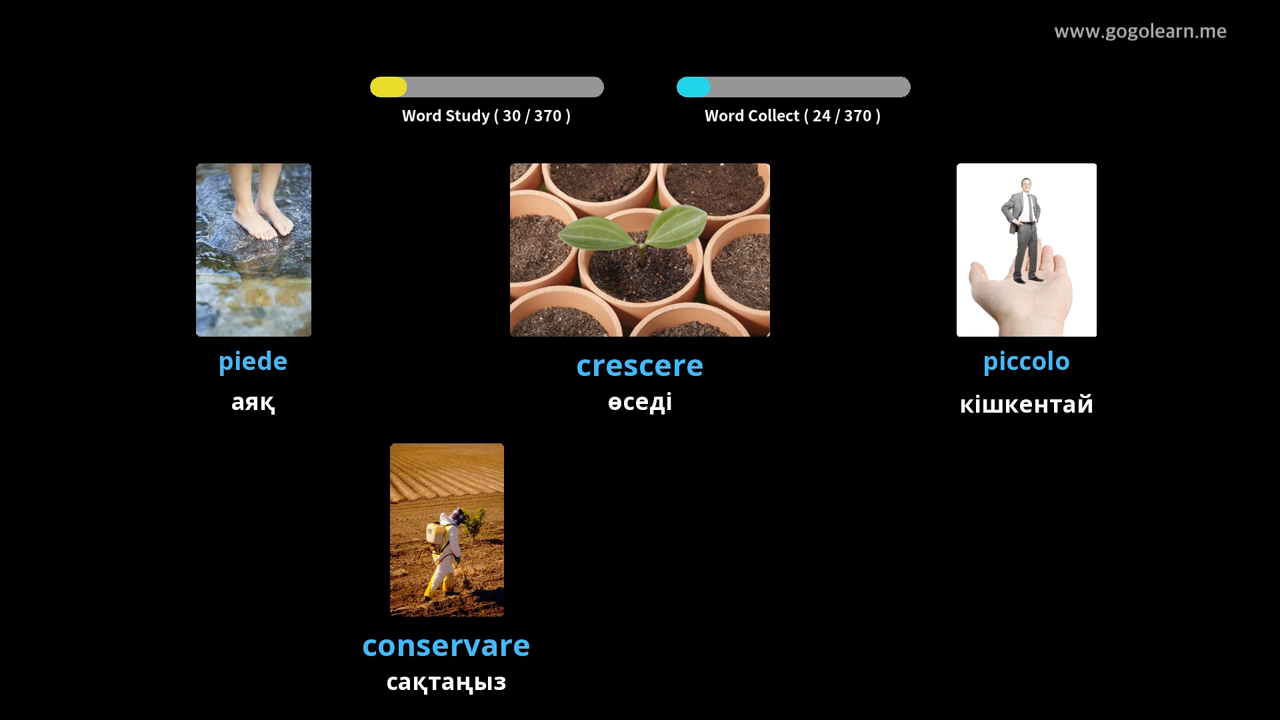 www.gogolearn.me
Word Study ( 30 / 370 )
Word Collect ( 24 / 370 )
piede
аяқ
crescere
өседі
piccolo
кішкентай
conservare
сақтаңыз